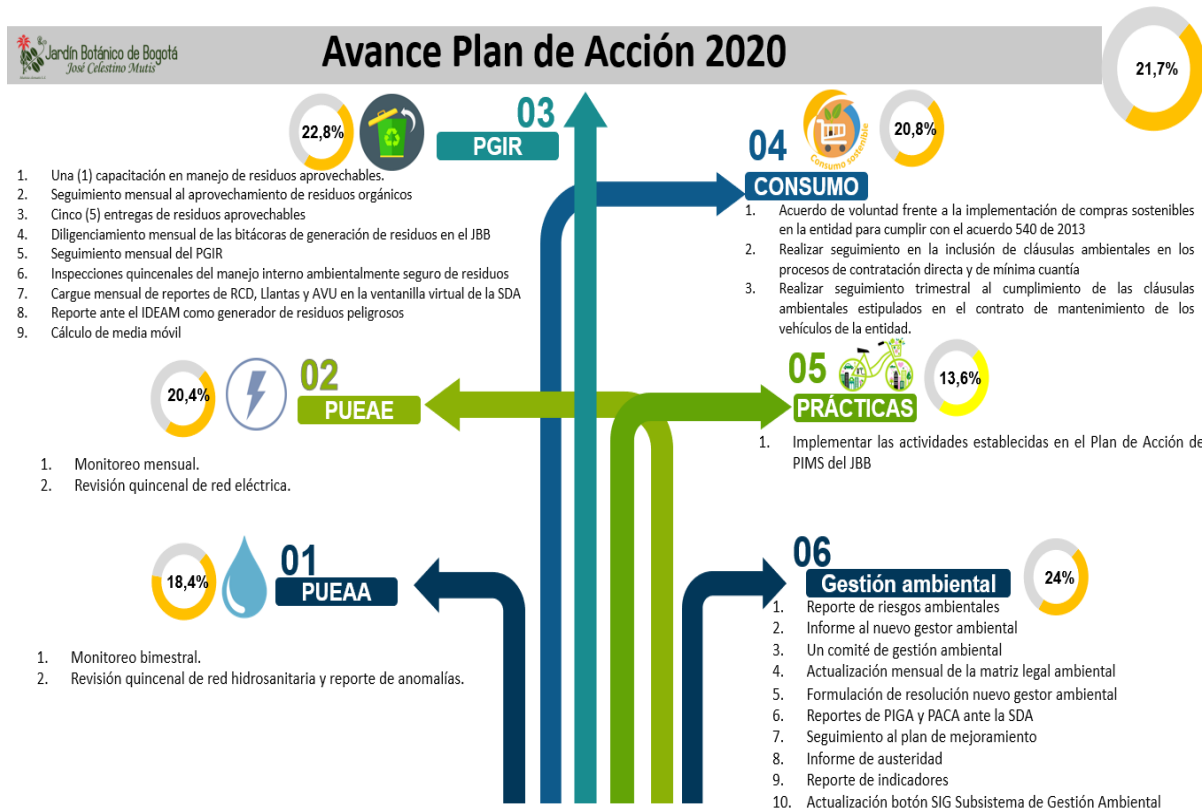 Jardín Botánico de Bogotá
José Celestino Mutis
Avance Plan de Acción 2020
21,7%
22,8%
03
PGIR
1. Una (1) capacitación en manejo de residuos aprovechables.
2. Seguimiento mensual al aprovechamiento de residuos orgánicos
3. Cinco (5) entregas de residuos aprovechables
4. Diligenciamiento mensual de las bitácoras de generación de residuos en el JBB
5. Seguimiento mensual del PGIR
6. Inspecciones quincenales del manejo interno ambientalmente seguro de residuos
7. Cargue mensual de reportes de RCD, Llantas y AVU en la ventanilla virtual de la SDA
8. Reporte ante el IDEAM como generador de residuos peligrosos
9. Cálculo de media móvil
04
Consumo sostenible
20,8%
CONSUMO
1. Acuerdo de voluntad frente a la implementación de compras sostenibles
en la entidad para cumplir con el acuerdo 540 de 2013
2. Realizar seguimiento en la inclusión de cláusulas ambientales en los
procesos de contratación directa y de mínima cuantía
3. Realizar seguimiento trimestral al cumplimiento de las cláusulas
ambientales estipulados en el contrato de mantenimiento de los
vehículos de la entidad.
20,4%
02
PUEAE
1. Monitoreo mensual.
2. Revisión quincenal de red eléctrica.
05
13,6%
PRÁCTICAS
1. Implementar las actividades establecidas en el Plan de Acción de
PIMS del JBB
18,4%
01
PUEAA
1. Monitoreo bimestral.
2. Revisión quincenal de red hidrosanitaria y reporte de anomalías.
06
Gestión ambiental
24%
1. Reporte de riesgos ambientales
2. Informe al nuevo gestor ambiental
3. Un comité de gestión ambiental
4. Actualización mensual de la matriz legal ambiental
5. Formulación de resolución nuevo gestor ambiental
6. Reportes de PIGA y PACA ante la SDA
7. Seguimiento al plan de mejoramiento
8. Informe de austeridad
9. Reporte de indicadores
10. Actualización botón SIG Subsistema de Gestión Ambiental